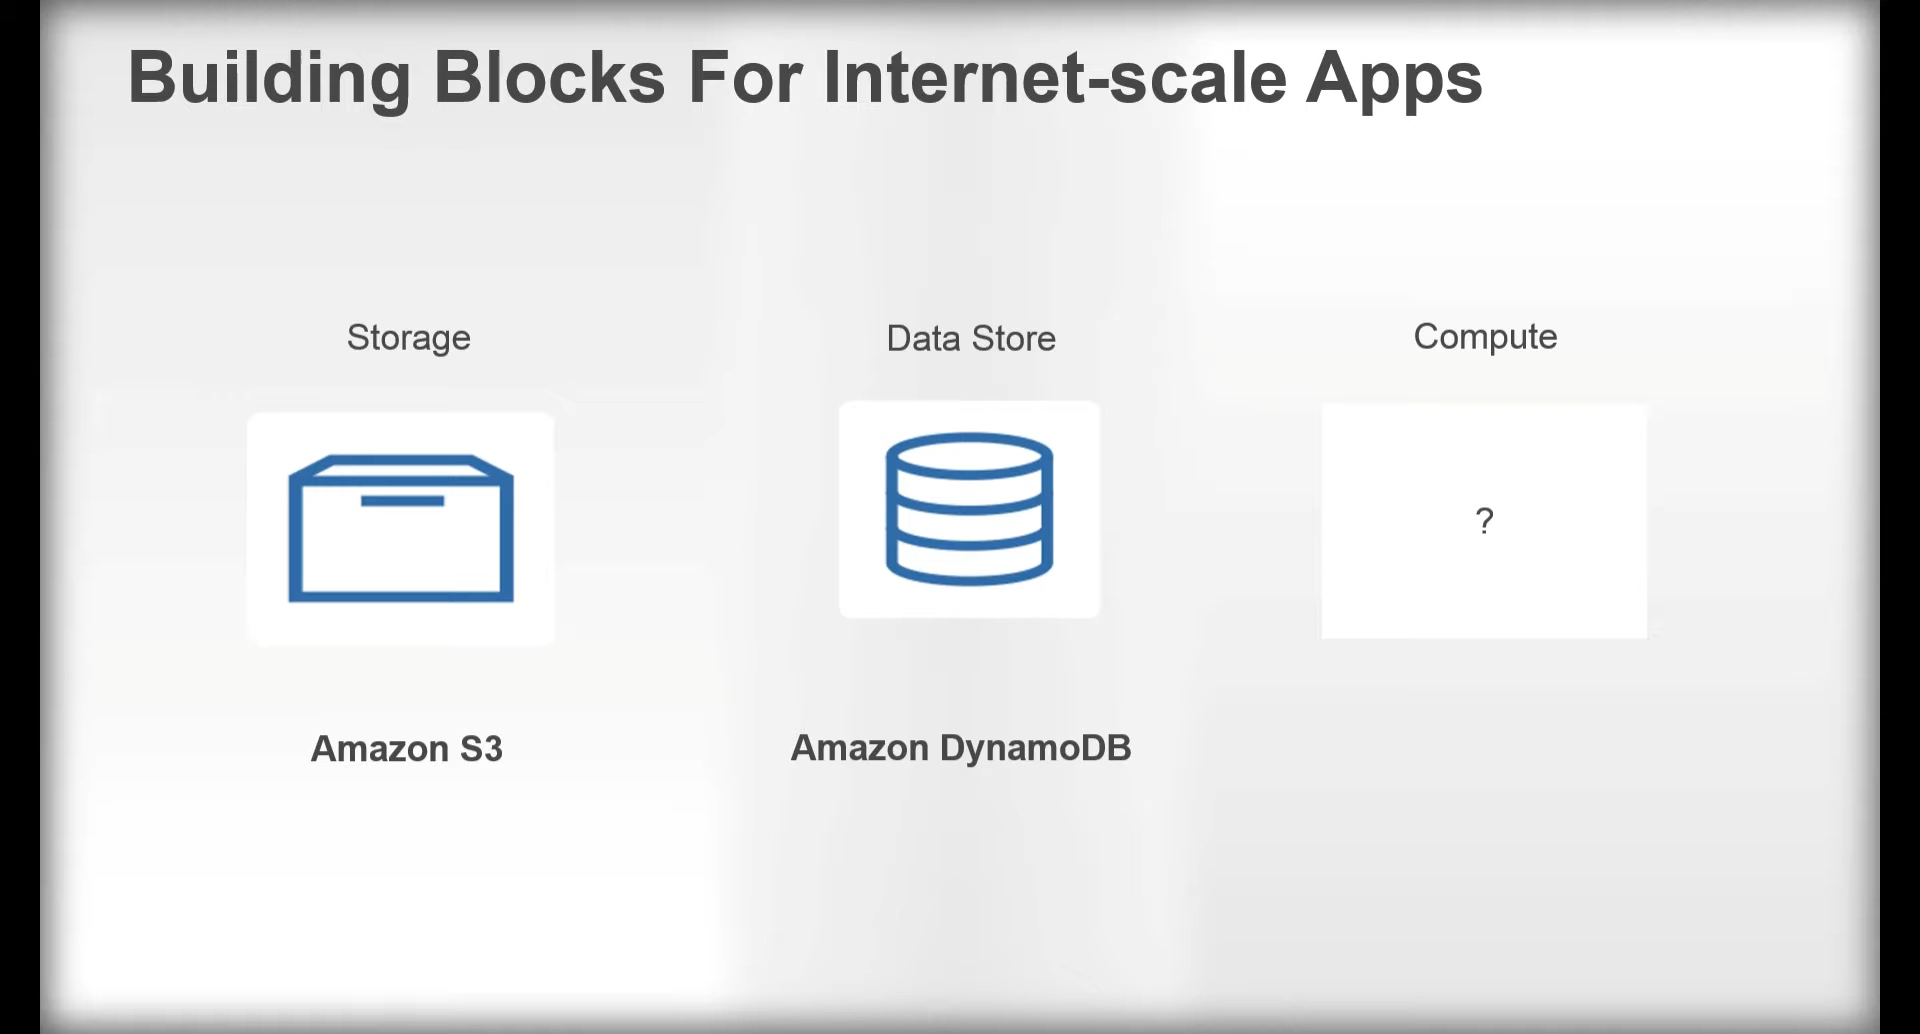 Building Blocks For Internet-scale Apps
Storage
Data Store
Compute
?
Amazon S3
Amazon DynamoDB